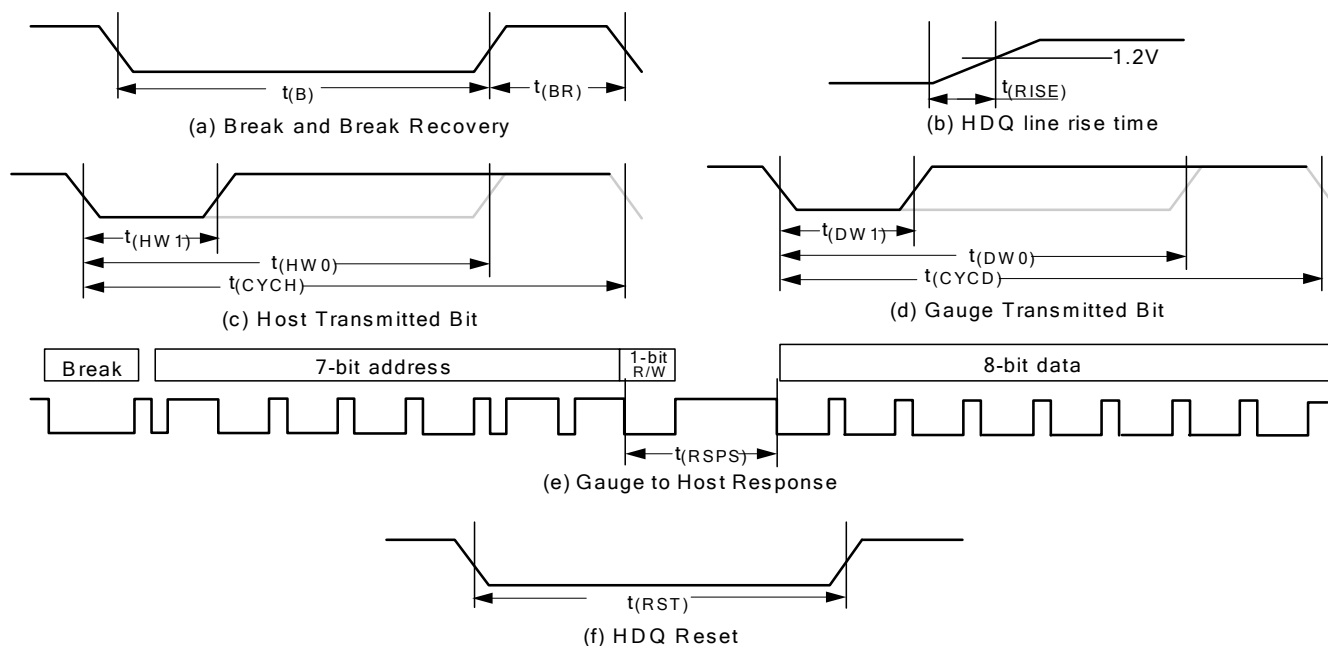 t(B)
t(BR)
(a) Break and Break Recovery
1.2V
t(RISE)
(b) HDQ line rise time
t(HW1)
t(HW0)
t(CYCH)
(c) Host Transmitted Bit
t(DW1)
t(DW0)
t(CYCD)
(d) Gauge Transmitted Bit
Break
7-bit address
1-bit
R/W
8-bit data
t(RSPS)
(e) Gauge to Host Response
t(RST)
(f) HDQ Reset